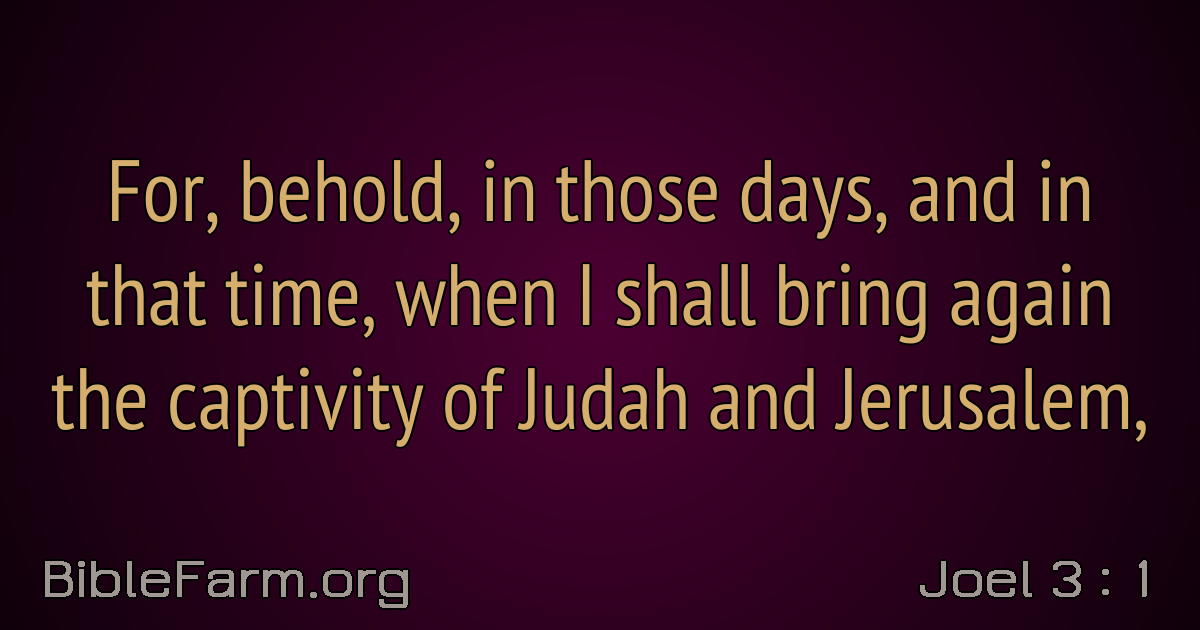 For, behold, in those days, and in
that time, when I shall bring again
the captivity of Judah and Jerusalem,
BibleFarm.org
Joel 3 : 1